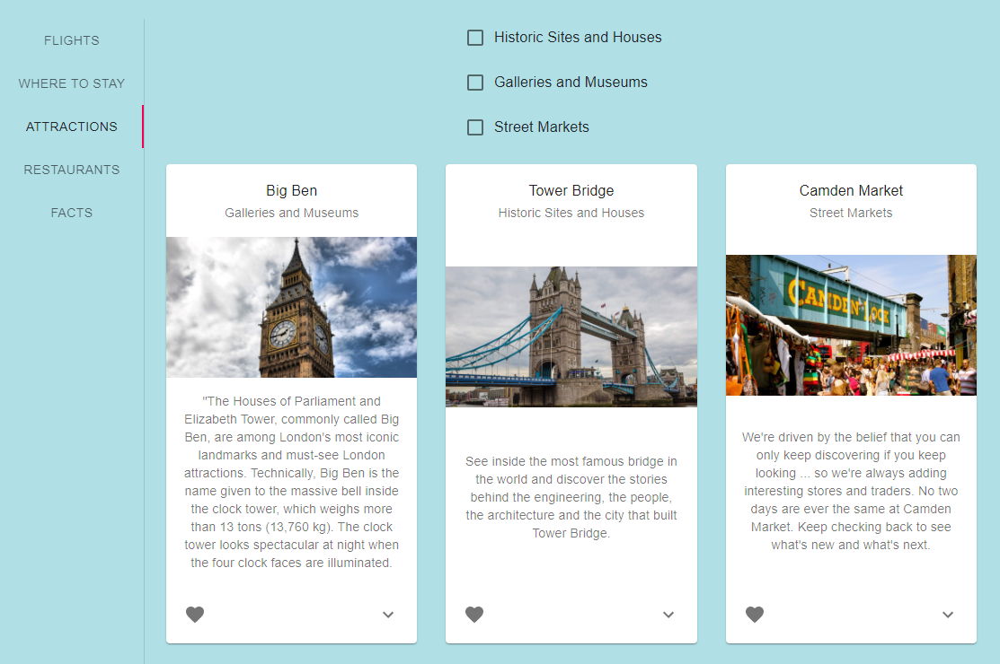 FLIGHTS
WHERE TO STAY
ATTRACTIONS
RESTAURANTS
FACTS
Historic Sites and Houses
Galleries and Museums
Street Markets
Big Ben
Galleries and Museums
"The Houses of Parliament and
Elizabeth Tower, commonly called Big
Ben, are among London's most iconic
landmarks and must-see London
attractions. Technically, Big Ben is the
name given to the massive bell inside
the clock tower, which weighs more
than 13 tons (13,760 kg). The clock
tower looks spectacular at night when
the four clock faces are illuminated.
Tower Bridge
Historic Sites and Houses
See inside the most famous bridge in
the world and discover the stories
behind the engineering, the people,
the architecture and the city that built
Tower Bridge.
Camden Market
Street Markets
CAMDEN LOCK
We're driven by the belief that you can
only keep discovering if you keep
looking ... so we're always adding
interesting stores and traders. No two
days are ever the same at Camden
Market. Keep checking back to see
what's new and what's next.